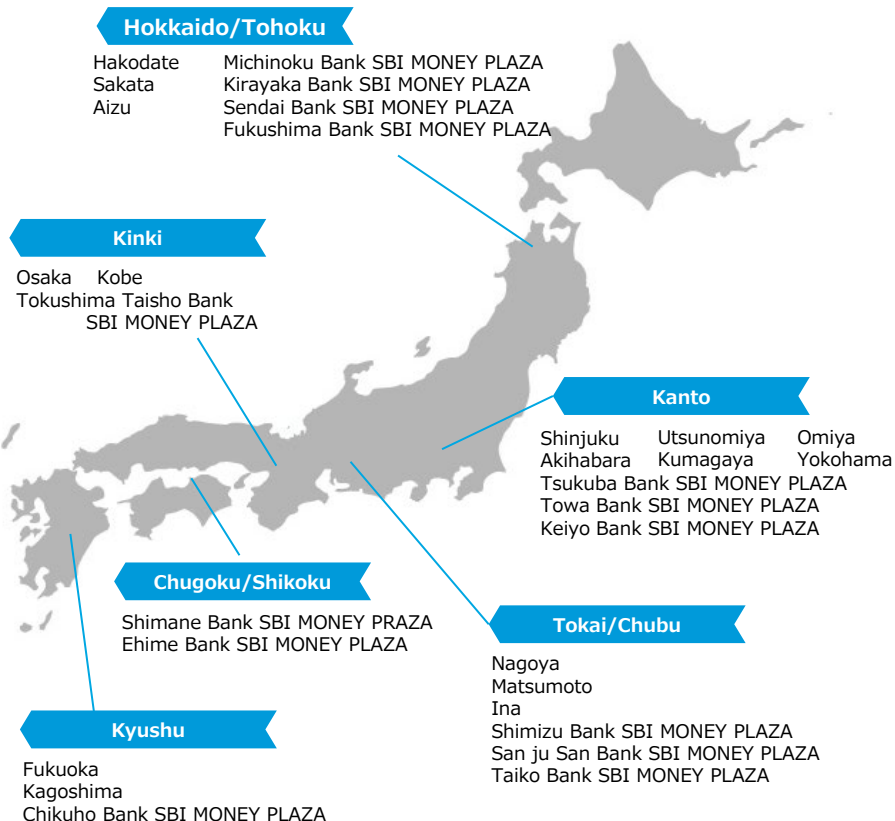 Hokkaido/Tohoku
Hakodate Michinoku Bank SBI MONEY PLAZA
Sakata Kirayaka Bank SBI MONEY PLAZA
Aizu Sendai Bank SBI MONEY PLAZA
Fukushima Bank SBI MONEY PLAZA
Kinki
Osaka Kobe
Tokushima Taisho Bank
SBI MONEY PLAZA
Kanto
Shinjuku Utsunomiya Omiya
Akihabara Kumagaya Yokohama
Tsukuba Bank SBI MONEY PLAZA
Towa Bank SBI MONEY PLAZA
Keiyo Bank SBI MONEY PLAZA
Chugoku/Shikoku
Shimane Bank SBI MONEY PRAZA
Ehime Bank SBI MONEY PLAZA
Tokai/Chubu
Nagoya
Matsumoto
Ina
Shimizu Bank SBI MONEY PLAZA
San ju San Bank SBI MONEY PLAZA
Taiko Bank SBI MONEY PLAZA
Kyushu
Fukuoka
Kagoshima
Chikuho Bank SBI MONEY PLAZA